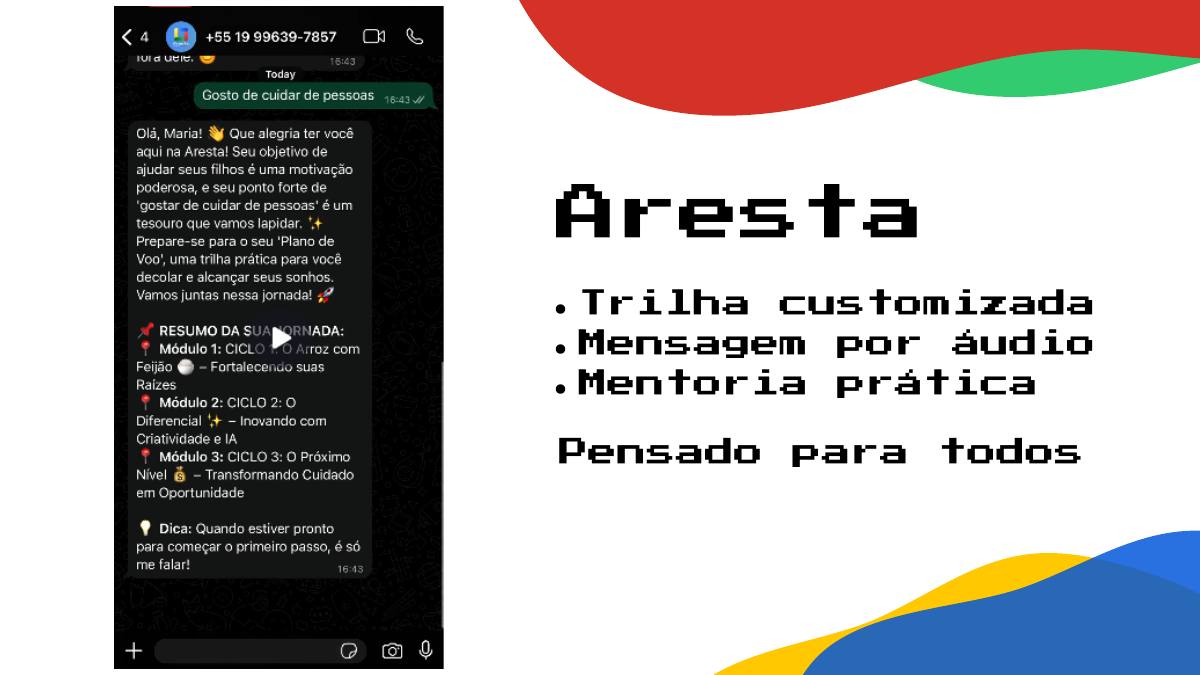 4
+55 19 99639-7857
fora dele. 😊
16:43
Today
Gosto de cuidar de pessoas 16:43
Olá, Maria! 👋 Que alegria ter você
aqui na Aresta! Seu objetivo de
ajudar seus filhos é uma motivação
poderosa, e seu ponto forte de
'gostar de cuidar de pessoas' é um
tesouro que vamos lapidar. ✨
Prepare-se para o seu 'Plano de
Voo', uma trilha prática para você
decolar e alcançar seus sonhos.
Vamos juntas nessa jornada! 🚀
📌 RESUMO DA SUA JORNADA:
📍 Módulo 1: CICLO 1: O Arroz com
Feijão 🍚 – Fortalecendo suas
Raízes
📍 Módulo 2: CICLO 2: O
Diferencial ✨ – Inovando com
Criatividade e IA
📍 Módulo 3: CICLO 3: O Próximo
Nível 💰 – Transformando Cuidado
em Oportunidade
💡 Dica: Quando estiver pronto
para começar o primeiro passo, é só
me falar!
16:43
Aresta
• Trilha customizada
• Mensagem por áudio
• Mentoria prática
Pensado para todos